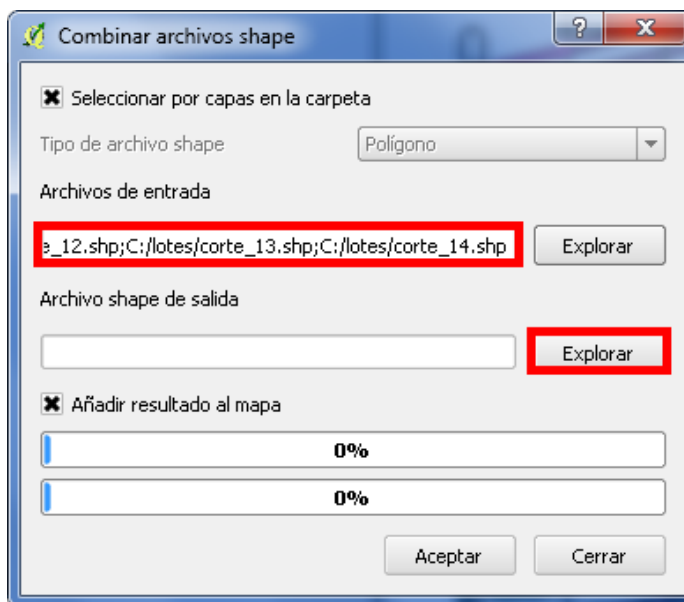 Combinar archivos shape
?
Seleccionar por capas en la carpeta
Tipo de archivo shape Polígono
Archivos de entrada
e_12.shp;C:/lotes/corte_13.shp;C:/lotes/corte_14.shp Explorar
Archivo shape de salida
Explorar
Añadir resultado al mapa
0%
0%
Aceptar Cerrar